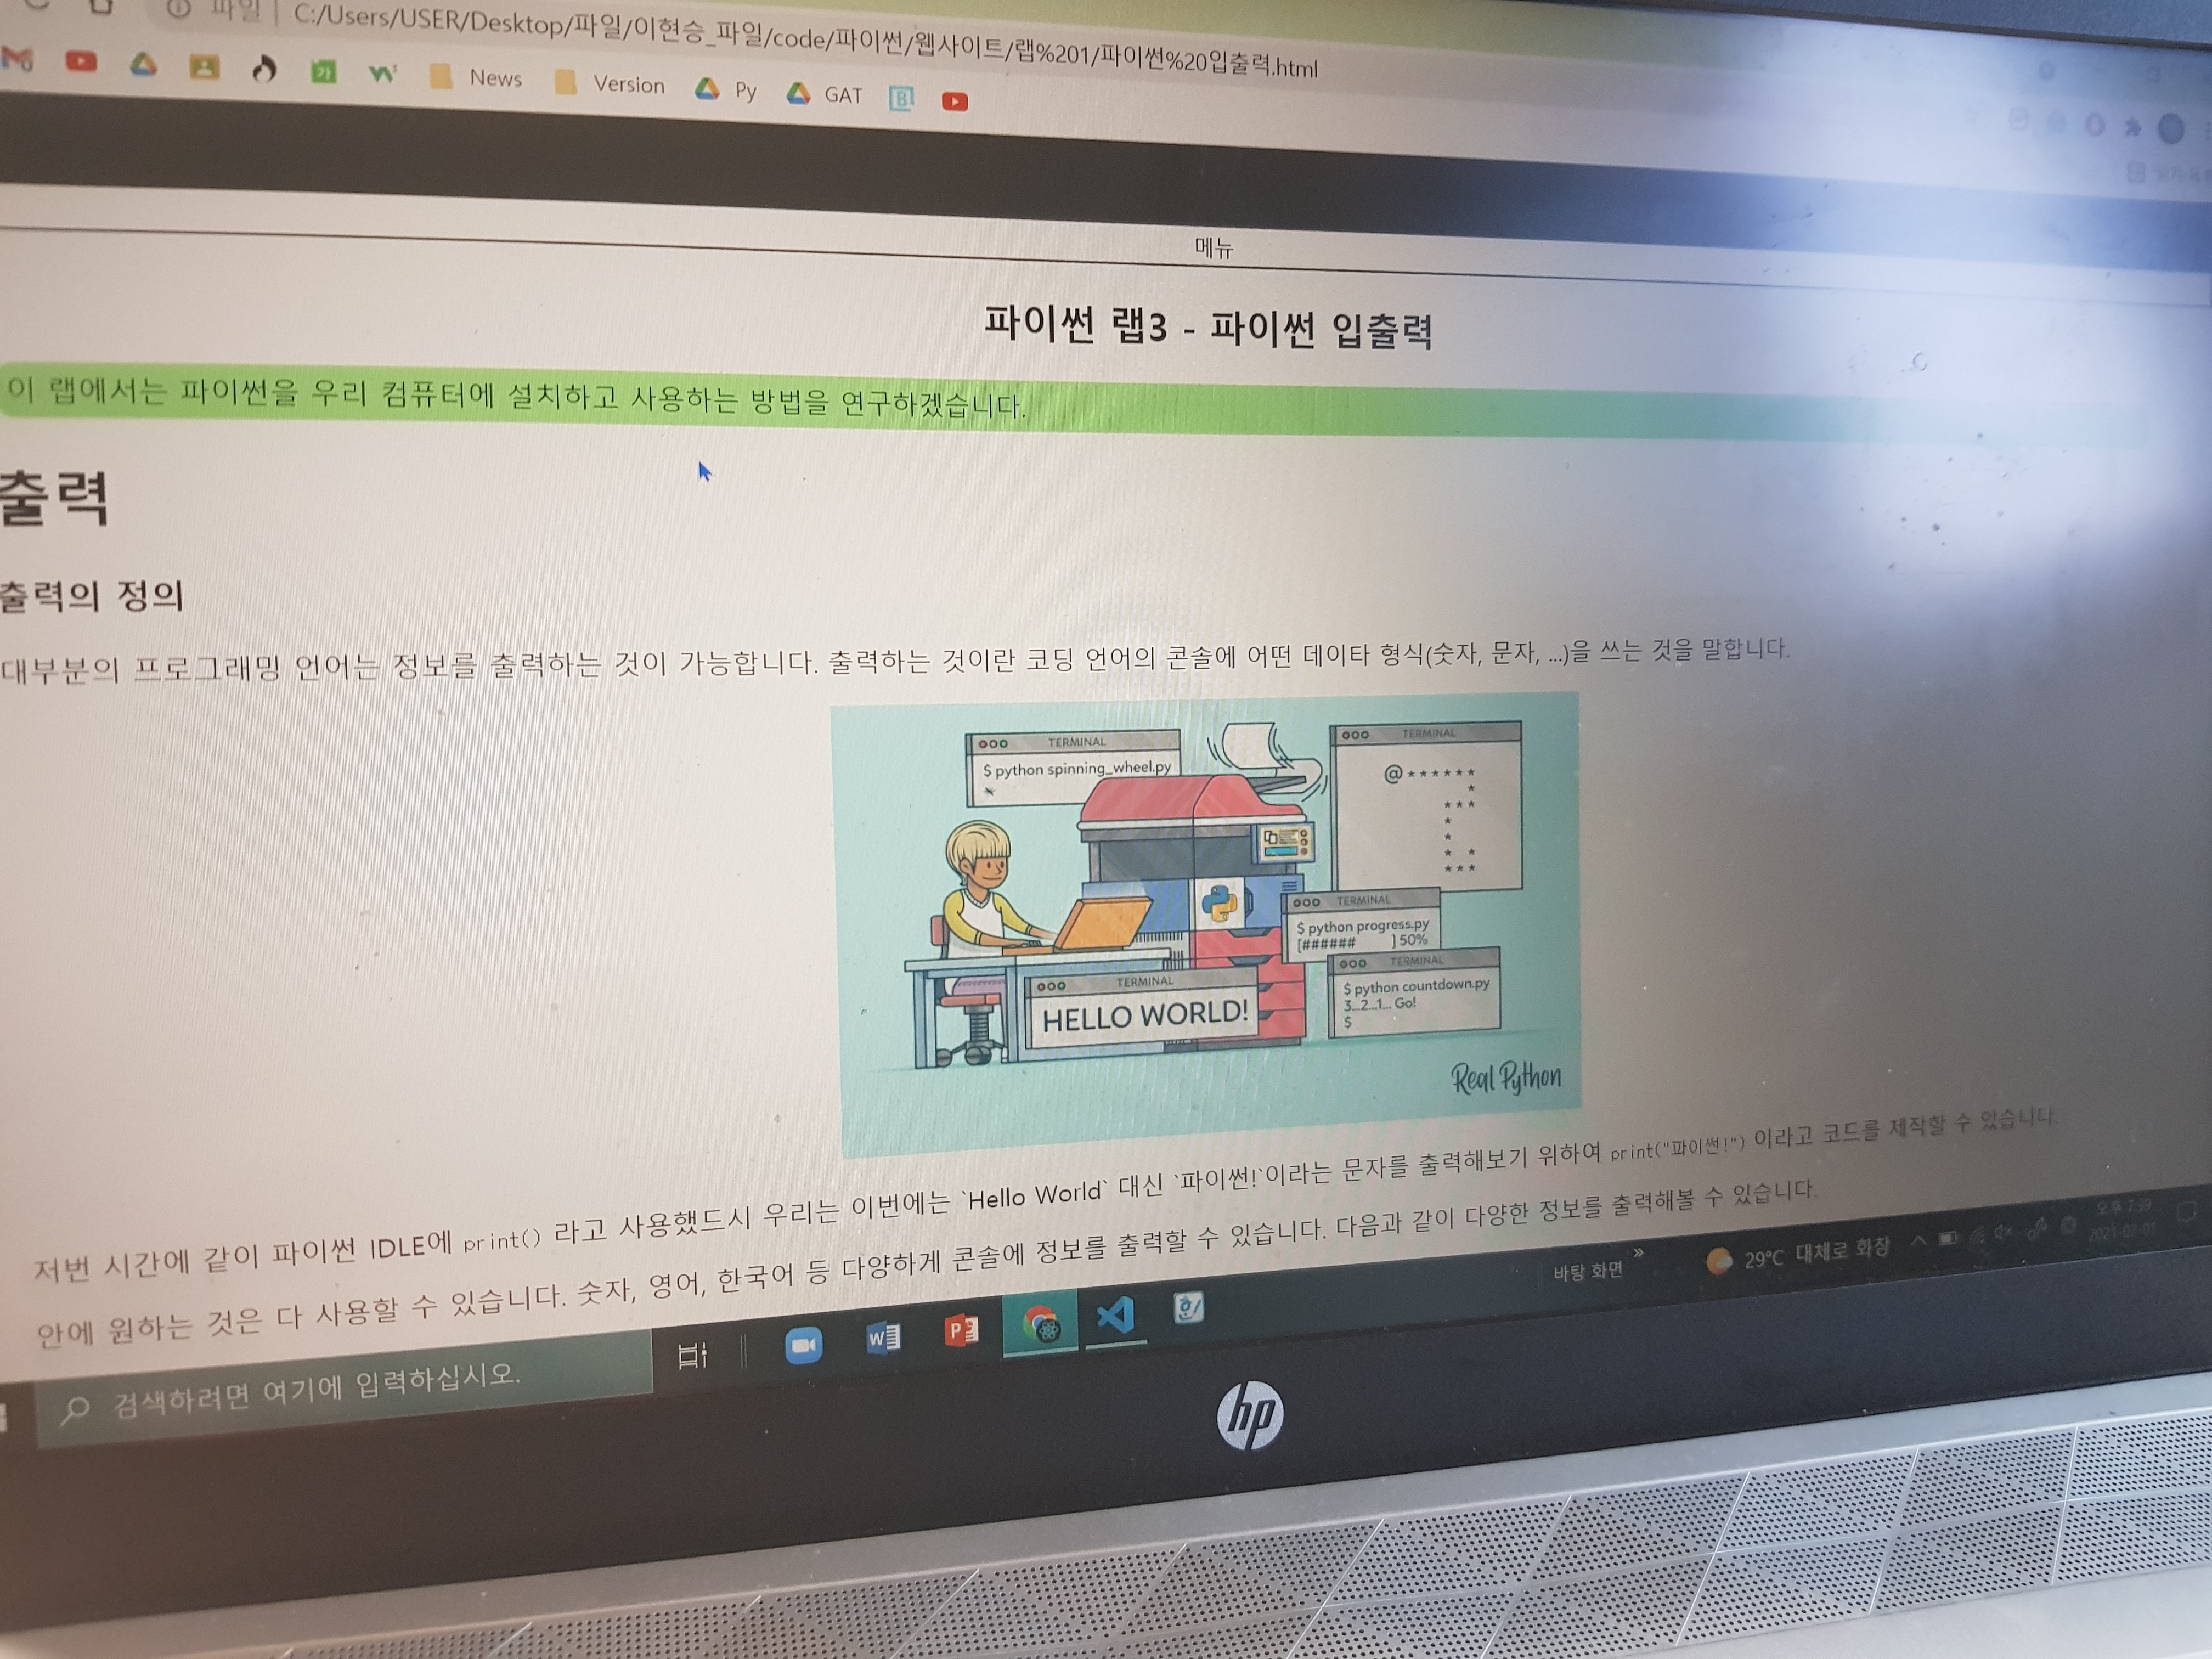 파일 | C:/Users/USER/Desktop/파일/이현승_파일/code/파이썬/웹사이트/랩%201/파이썬%20입출력.html
News Version Py GAT
메뉴
파이썬 랩3 - 파이썬 입출력
이 랩에서는 파이썬을 우리 컴퓨터에 설치하고 사용하는 방법을 연구하겠습니다.
출력
출력의 정의
대부분의 프로그래밍 언어는 정보를 출력하는 것이 가능합니다. 출력하는 것이란 코딩 언어의 콘솔에 어떤 데이타 형식(숫자, 문자, ...)을 쓰는 것을 말합니다.
TERMINAL
$ python spinning_wheel.py
TERMINAL
@******
*
***
*
*
* *
***
TERMINAL
$ python progress.py
[###### ] 50%
TERMINAL
$ python countdown.py
3...2...1... Go!
$
TERMINAL
HELLO WORLD!
Real Python
저번 시간에 같이 파이썬 IDLE에 print() 라고 사용했드시 우리는 이번에는 `Hello World` 대신 `파이썬!`이라는 문자를 출력해보기 위하여 print("파이썬!") 이라고 코드를 제작할 수 있습니다.
안에 원하는 것은 다 사용할 수 있습니다. 숫자, 영어, 한국어 등 다양하게 콘솔에 정보를 출력할 수 있습니다. 다음과 같이 다양한 정보를 출력해볼 수 있습니다.
검색하려면 여기에 입력하십시오.
바탕 화면 »
29°C 대체로 화창
오후 7:39
hp